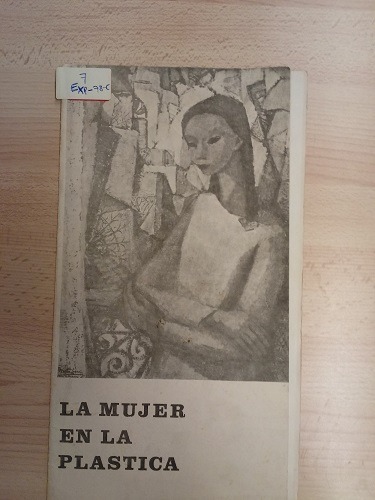 7
EXP-78-C
LA MUJER
EN LA
PLASTICA